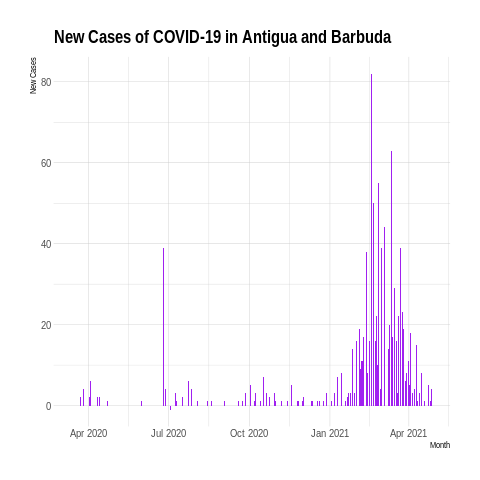 New Cases of COVID-19 in Antigua and Barbuda
New Cases
80
60
40
20
0
Apr 2020 Jul 2020 Oct 2020 Jan 2021 Apr 2021
Month